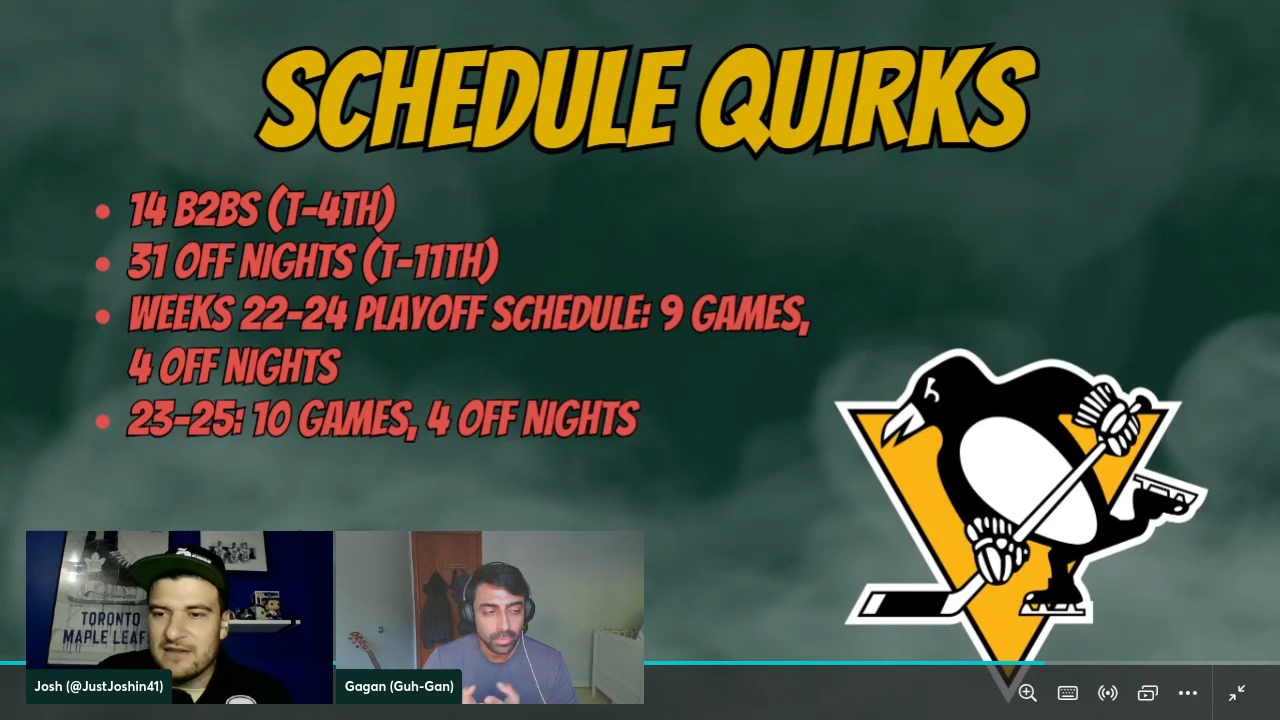 SCHEDULE QUIRKS
• 14 B2BS (T-4TH)
• 31 OFF NIGHTS (T-11TH)
• WEEKS 22-24 PLAYOFF SCHEDULE: 9 GAMES,
4 OFF NIGHTS
• 23-25: 10 GAMES, 4 OFF NIGHTS
TORONTO
MAPLE LEAFS
Josh (@JustJoshin41)
Gagan (Guh-Gan)